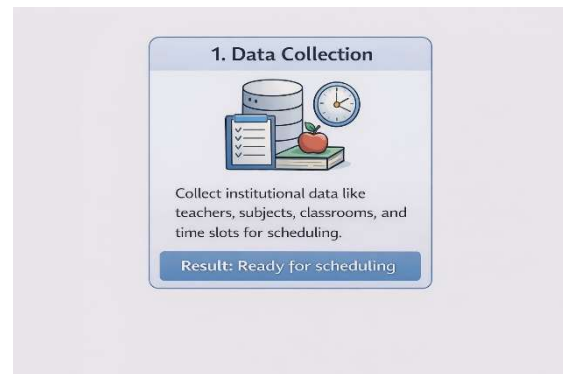 1. Data Collection
Collect institutional data like
teachers, subjects, classrooms, and
time slots for scheduling.
Result: Ready for scheduling